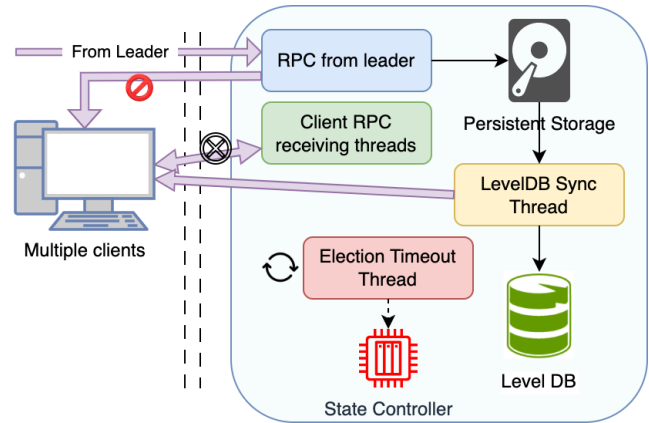 From Leader
RPC from leader
Persistent Storage
Client RPC
receiving threads
LevelDB Sync
Thread
Multiple clients
Election Timeout
Thread
Level DB
State Controller